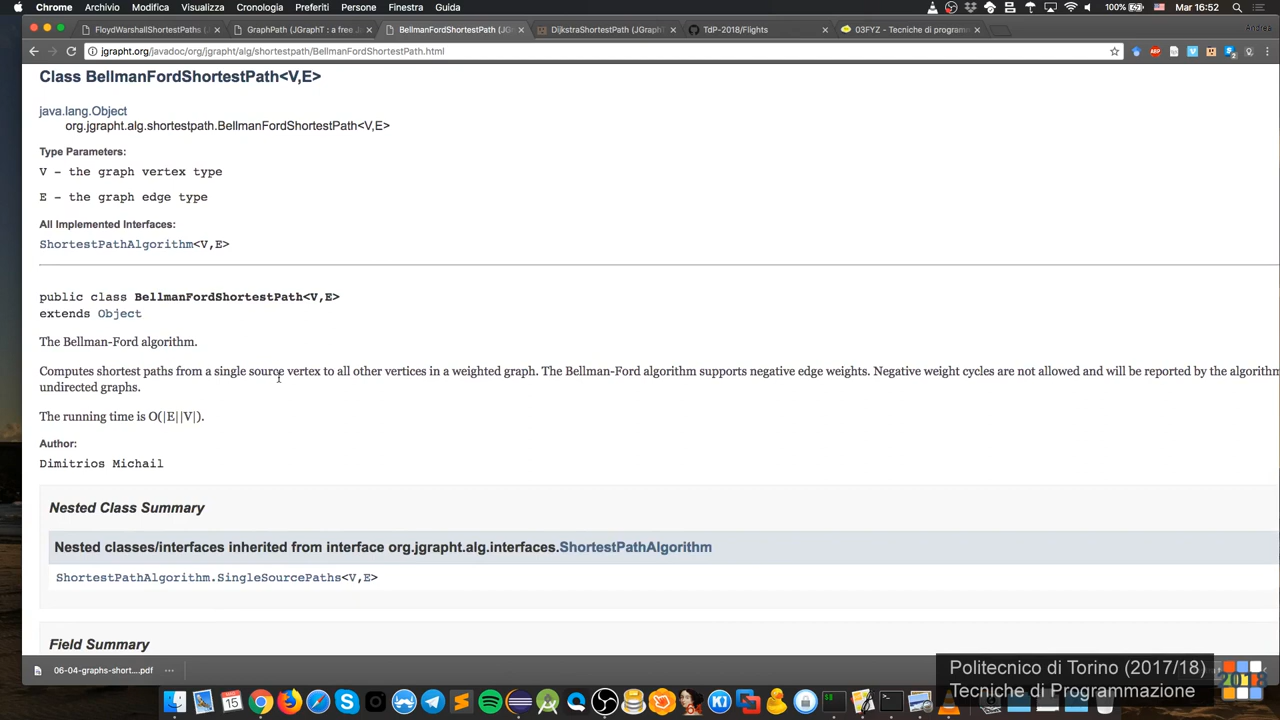 Chrome Archivio Modifica Visualizza Cronologia Preferiti Persone Finestra Guida 100% Mar 16:52
FloydWarshallShortestPaths ( GraphPath (JGraphT : a free J BellmanFordShortestPath (JGr DijkstraShortestPath (JGraphT TdP-2018/Flights 03FYZ - Tecniche di program Andrea
jgrapht.org/javadoc/org/jgrapht/alg/shortestpath/BellmanFordShortestPath.html
Class BellmanFordShortestPath<V,E>
java.lang.Object
org.jgrapht.alg.shortestpath.BellmanFordShortestPath<V,E>
Type Parameters:
V - the graph vertex type
E - the graph edge type
All Implemented Interfaces:
ShortestPathAlgorithm<V,E>
public class BellmanFordShortestPath<V,E>
extends Object
The Bellman-Ford algorithm.
Computes shortest paths from a single source vertex to all other vertices in a weighted graph. The Bellman-Ford algorithm supports negative edge weights. Negative weight cycles are not allowed and will be reported by the algorithm
undirected graphs.
The running time is O(|E||V|).
Author:
Dimitrios Michail
Nested Class Summary
Nested classes/interfaces inherited from interface org.jgrapht.alg.interfaces.ShortestPathAlgorithm
ShortestPathAlgorithm.SingleSourcePaths<V,E>
Field Summary
06-04-graphs-short....pdf
Politecnico di Torino (2017/18)
Tecniche di Programmazione
2018